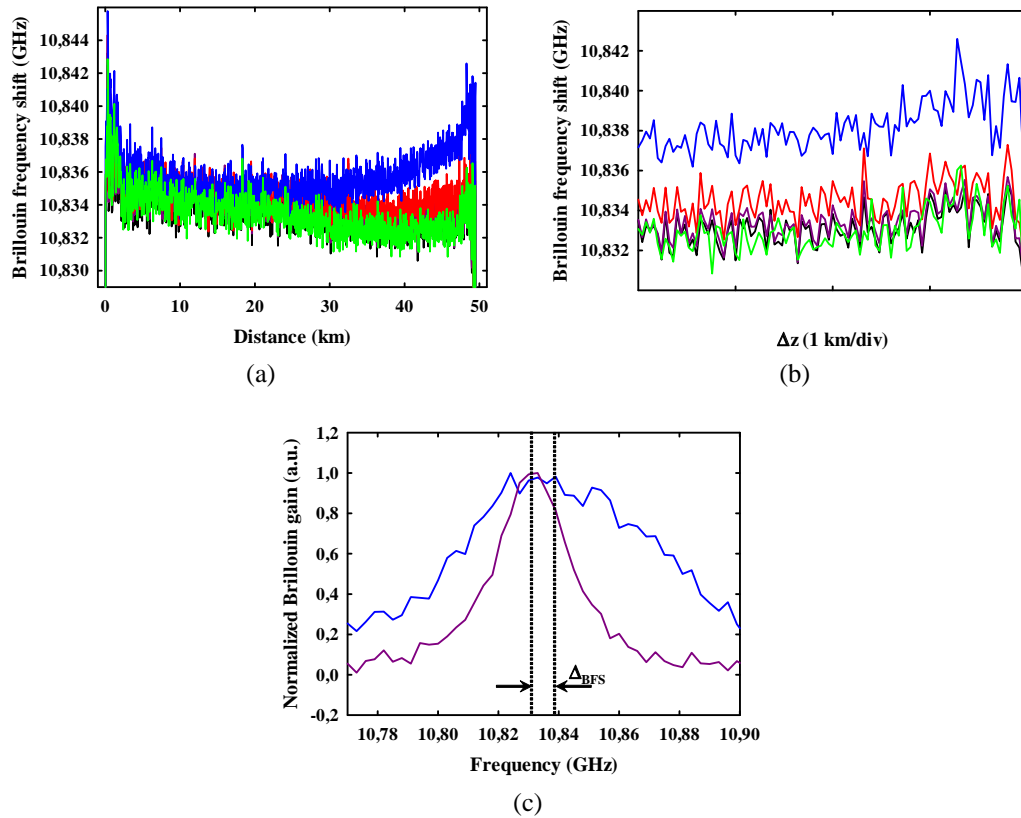 (a)
10,844
10,842
10,840
10,838
10,836
10,834
10,832
10,830
Brillouin frequency shift (GHz)
0 10 20 30 40 50
Distance (km)
(a)
10,842
10,840
10,838
10,836
10,834
10,832
Brillouin frequency shift (GHz)
(b)
Δz (1 km/div)
(b)
1,2
1,0
0,8
0,6
0,4
0,2
0,0
-0,2
Normalized Brillouin gain (a.u.)
(c)
ΔBFS
10,78 10,80 10,82 10,84 10,86 10,88 10,90
Frequency (GHz)
(c)